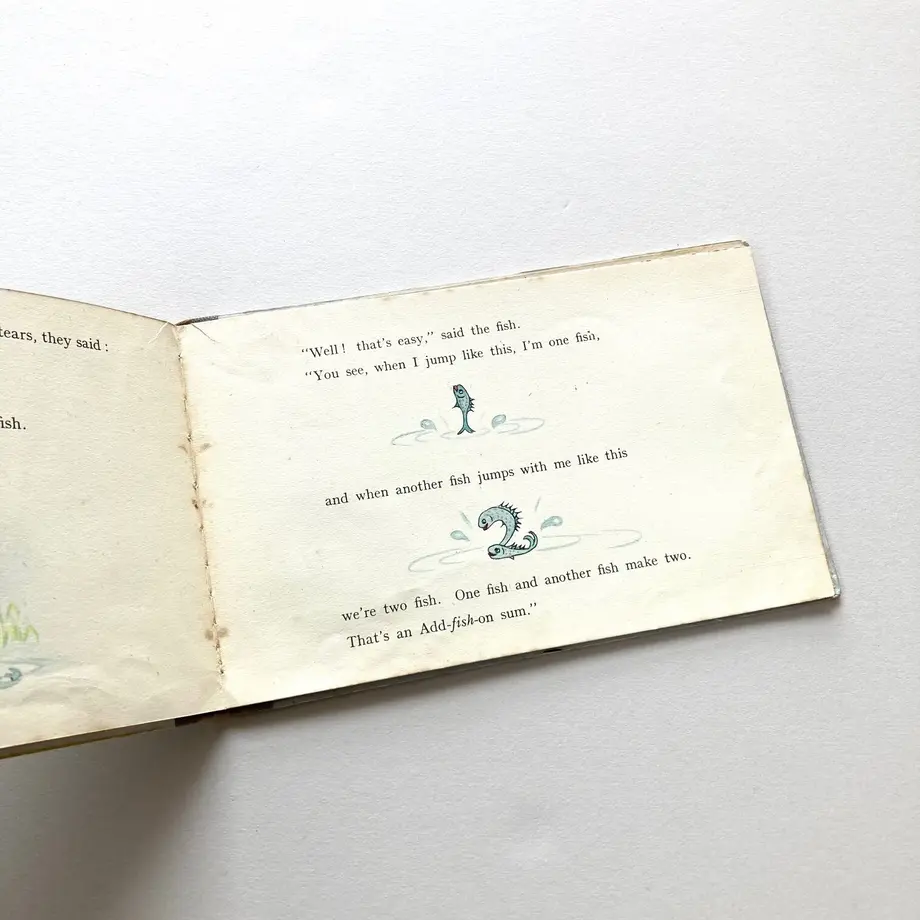 tears, they said :
fish.
“Well ! that’s easy,” said the fish.
“You see, when I jump like this, I’m one fish,
and when another fish jumps with me like this
we’re two fish. One fish and another fish make two.
That’s an Add-fish-on sum.”